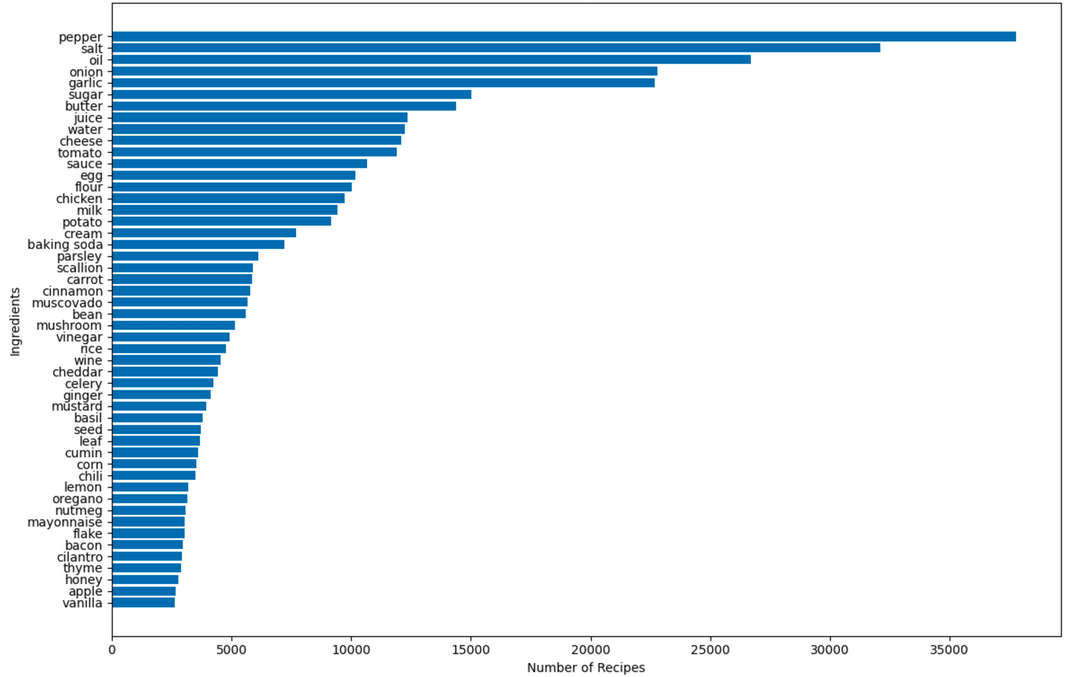 pepper
salt
oil
onion
garlic
sugar
butter
juice
water
cheese
tomato
sauce
egg
flour
chicken
milk
potato
cream
baking soda
parsley
scallion
carrot
cinnamon
muscovado
bean
mushroom
vinegar
rice
wine
cheddar
celery
ginger
mustard
basil
seed
leaf
cumin
corn
chili
lemon
oregano
nutmeg
mayonnaise
flake
bacon
cilantro
thyme
honey
apple
vanilla
Ingredients
0 5000 10000 15000 20000 25000 30000 35000
Number of Recipes